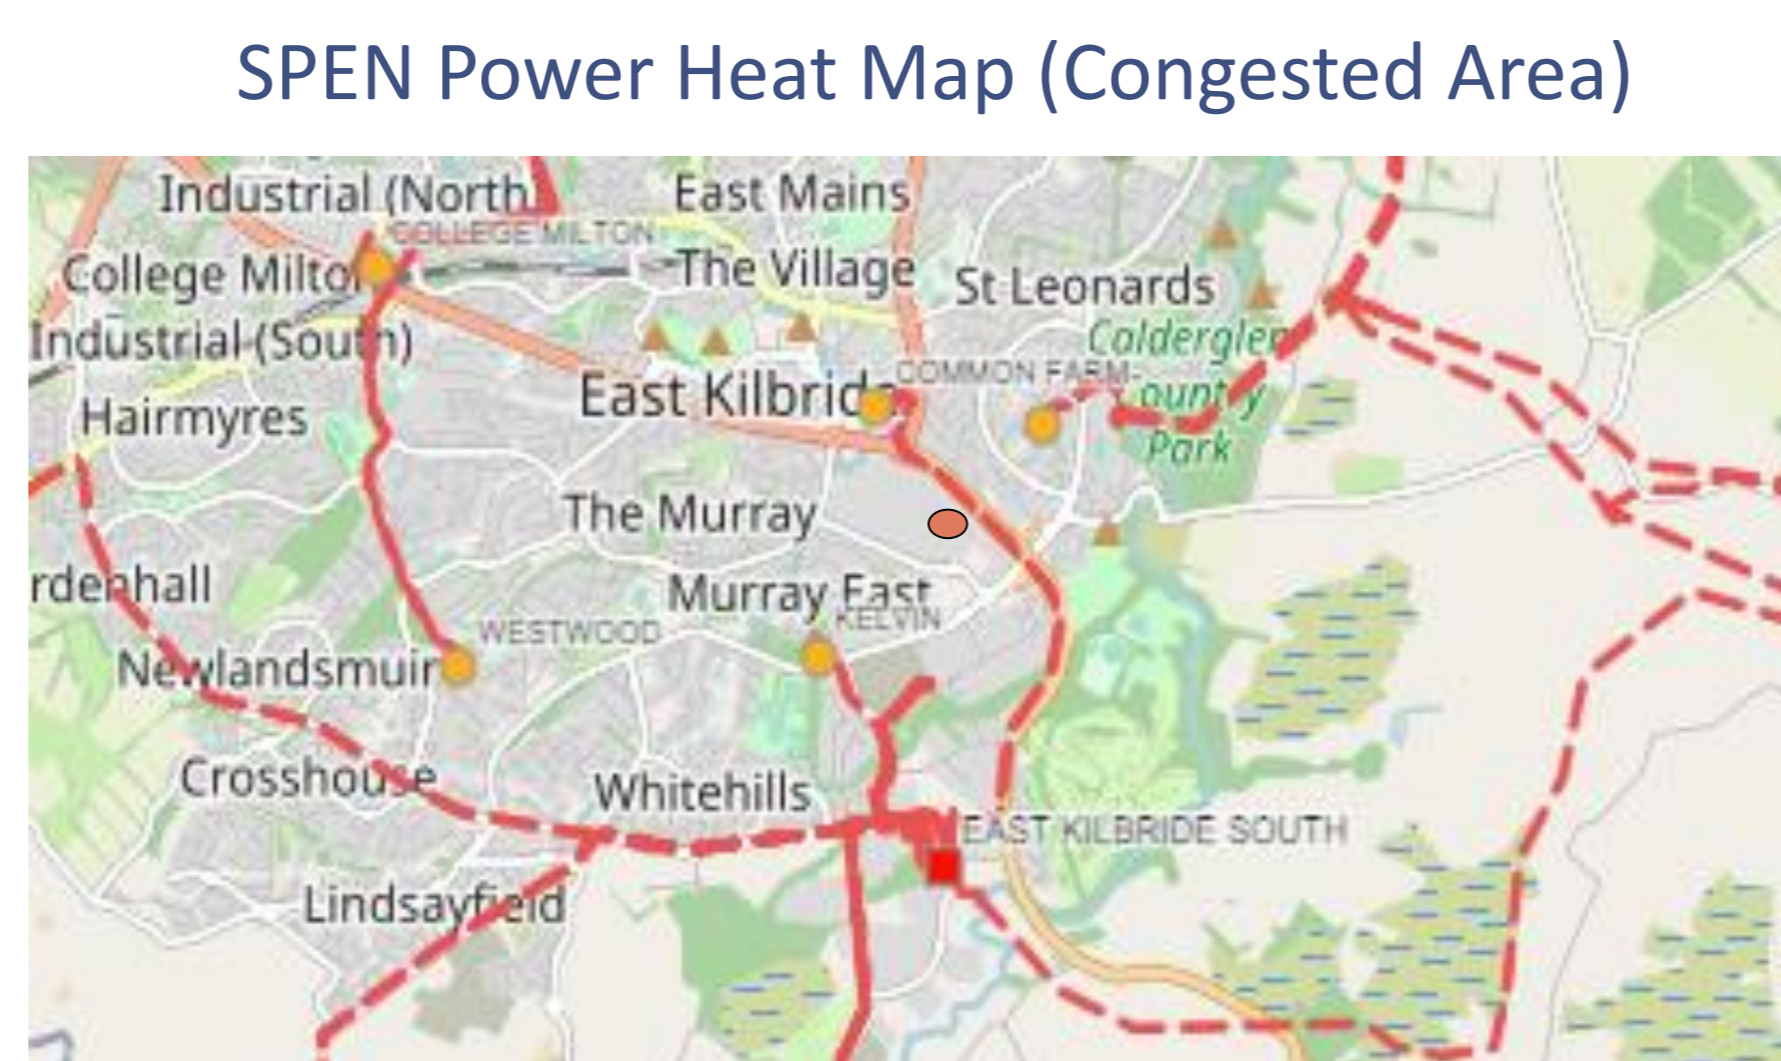 SPEN Power Heat Map (Congested Area)
Industrial (North)
East Mains
COLLEGE MILTON
College Milto
The Village
St Leonards
Industrial (South)
Calderglen
COMMON FARM
East Kilbride
ountry
Hairmyres
Park
The Murray
rdenhall
Murray East
KELVIN
WESTWOOD
Newlandsmuir
Crosshouse
Whitehills
EAST KILBRIDE SOUTH
Lindsayfield